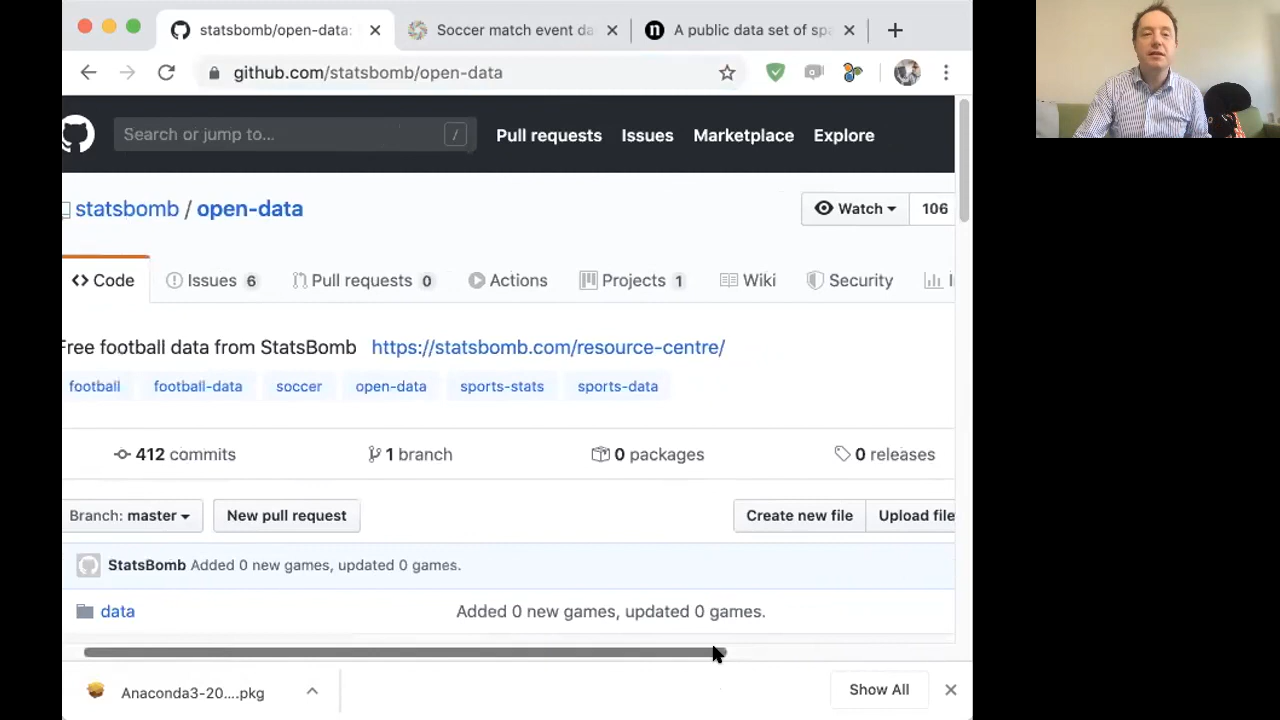 statsbomb/open-data:
Soccer match event da
A public data set of spa
github.com/statsbomb/open-data
Search or jump to... /
Pull requests Issues Marketplace Explore
statsbomb / open-data
Watch 106
Code Issues 6 Pull requests 0 Actions Projects 1 Wiki Security
Free football data from StatsBomb https://statsbomb.com/resource-centre/
football football-data soccer open-data sports-stats sports-data
412 commits 1 branch 0 packages 0 releases
Branch: master New pull request Create new file Upload file
StatsBomb Added 0 new games, updated 0 games.
data Added 0 new games, updated 0 games.
Anaconda3-20....pkg Show All